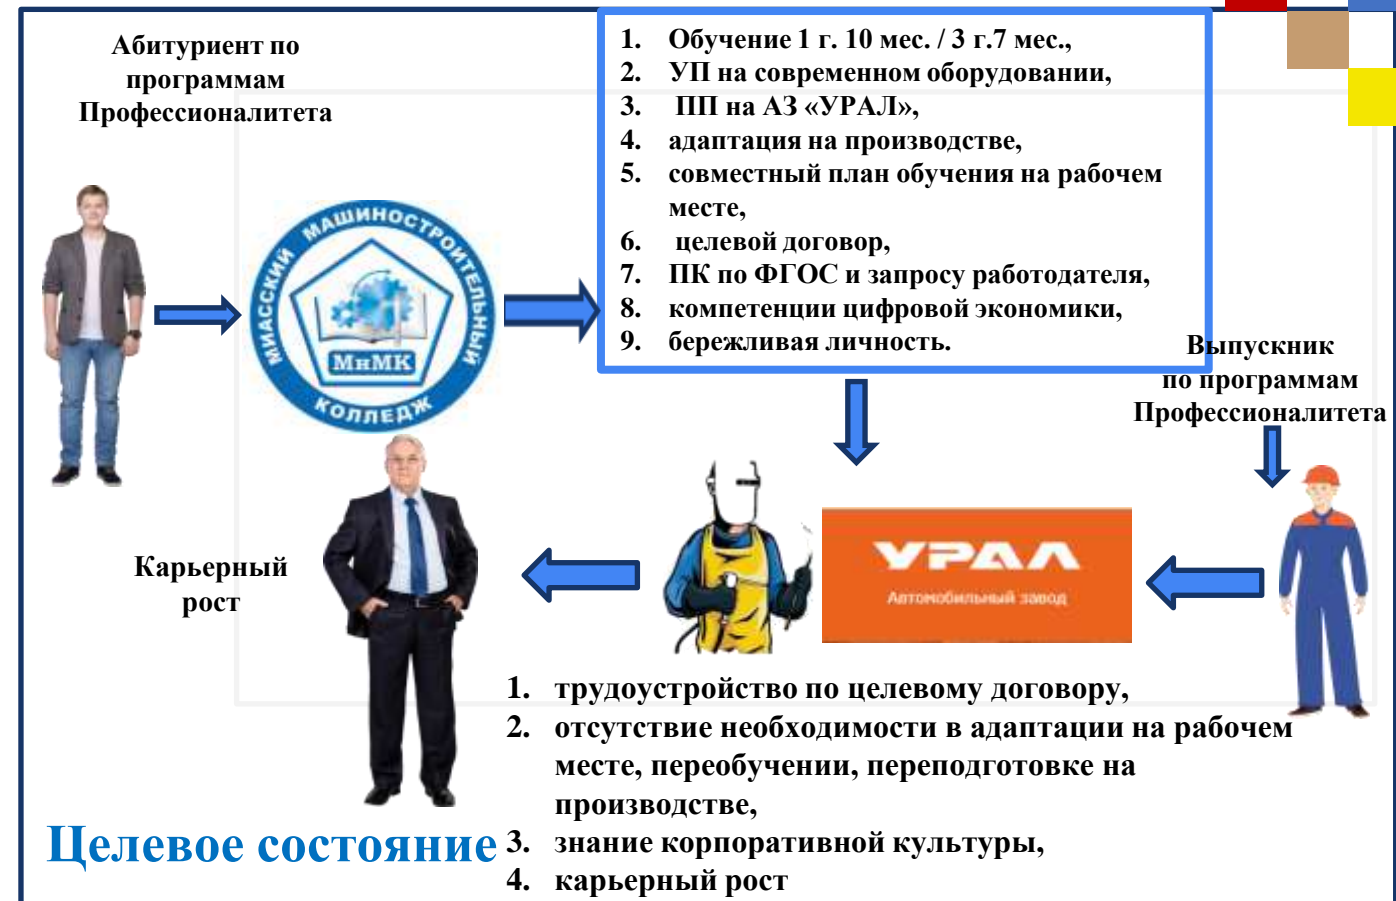 Абитуриент по
программам
Профессионалитета
1. Обучение 1 г. 10 мес. / 3 г.7 мес.,
2. УП на современном оборудовании,
3. ПП на АЗ «УРАЛ»,
4. адаптация на производстве,
5. совместный план обучения на рабочем
месте,
6. целевой договор,
7. ПК по ФГОС и запросу работодателя,
8. компетенции цифровой экономики,
9. бережливая личность.
МИАССКИЙ МАШИНОСТРОИТЕЛЬНЫЙ
МиМК
КОЛЛЕДЖ
Выпускник
по программам
Профессионалитета
Карьерный
рост
УРАЛ
Автомобильный завод
1. трудоустройство по целевому договору,
2. отсутствие необходимости в адаптации на рабочем
месте, переобучении, переподготовке на
производстве,
3. знание корпоративной культуры,
4. карьерный рост
Целевое состояние